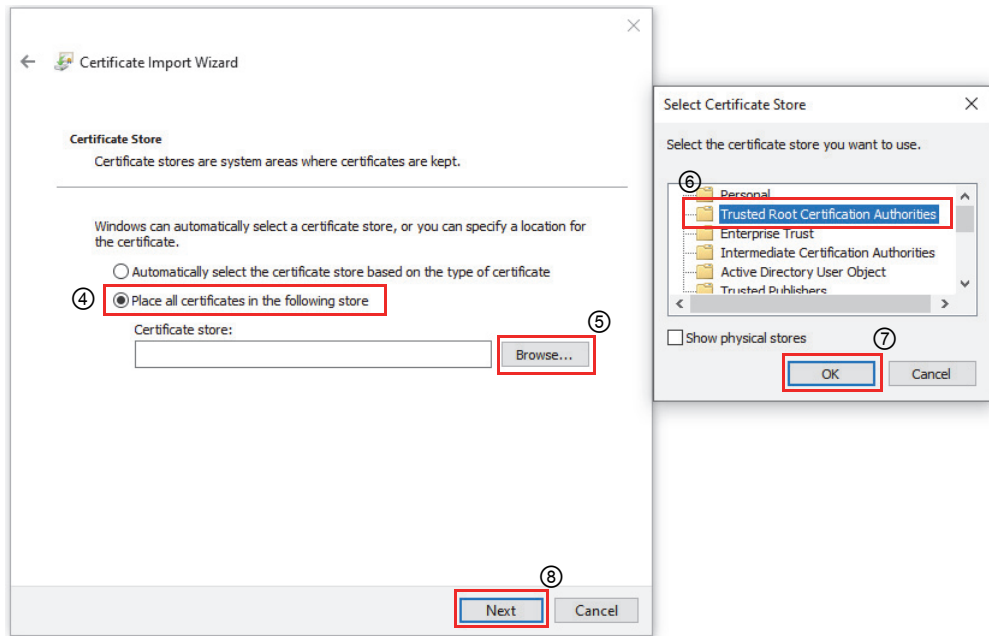 Certificate Import Wizard
Certificate Store
Certificate stores are system areas where certificates are kept.
Windows can automatically select a certificate store, or you can specify a location for
the certificate.
Automatically select the certificate store based on the type of certificate
④ Place all certificates in the following store
Certificate store:
⑤
Browse...
⑧
Next
Cancel
Select Certificate Store
Select the certificate store you want to use.
⑥
Personal
Trusted Root Certification Authorities
Enterprise Trust
Intermediate Certification Authorities
Active Directory User Object
Trusted Publishers
Show physical stores
⑦
OK
Cancel